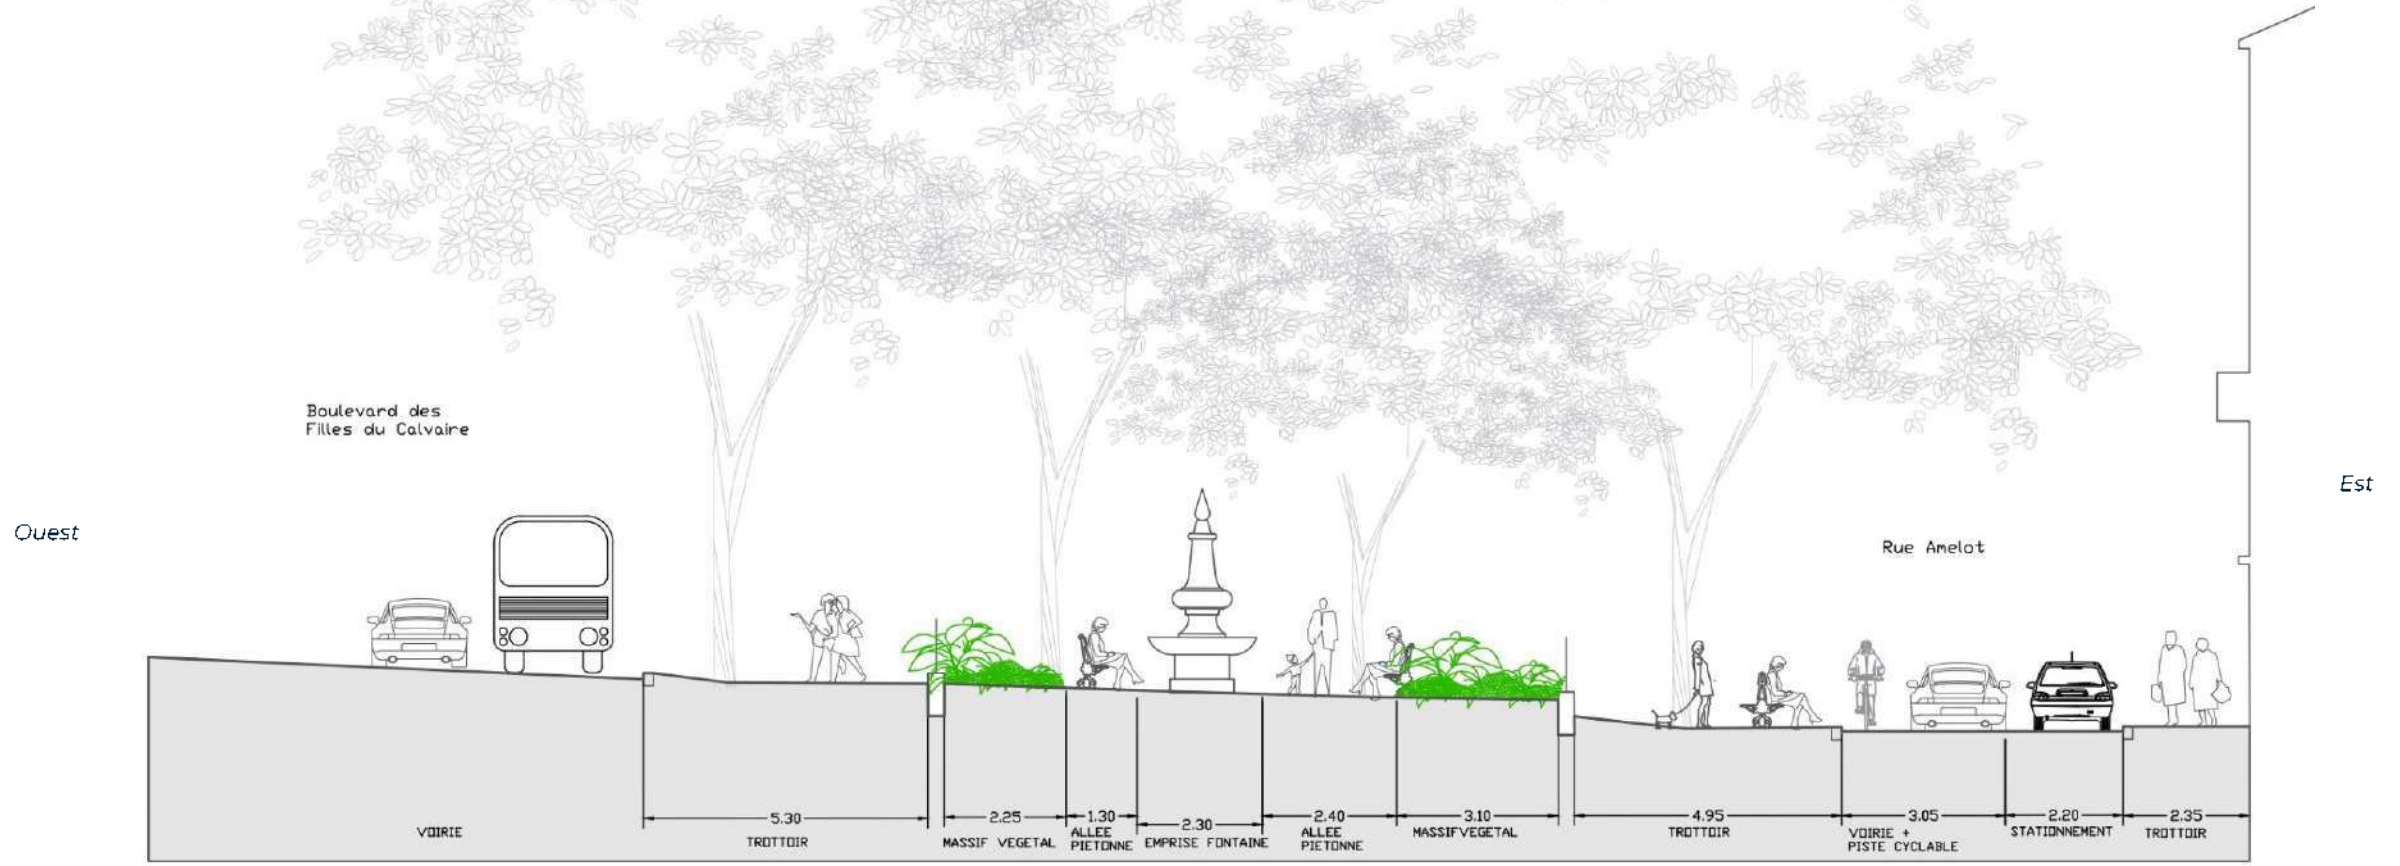 Boulevard des
Filles du Calvaire
Est
Ouest
Rue Amelot
5.30
2.25
1.30
2.30
2.40
3.10
4.95
3.05
2.20
2.35
VOIRIE
TROTTOIR
MASSIF VEGETAL
ALLEE
PIETONNE
EMPRISE FONTAINE
ALLEE
PIETONNE
MASSIFVEGETAL
TROTTOIR
VOIRIE +
PISTE CYCLABLE
STATIONNEMENT
TROTTOIR